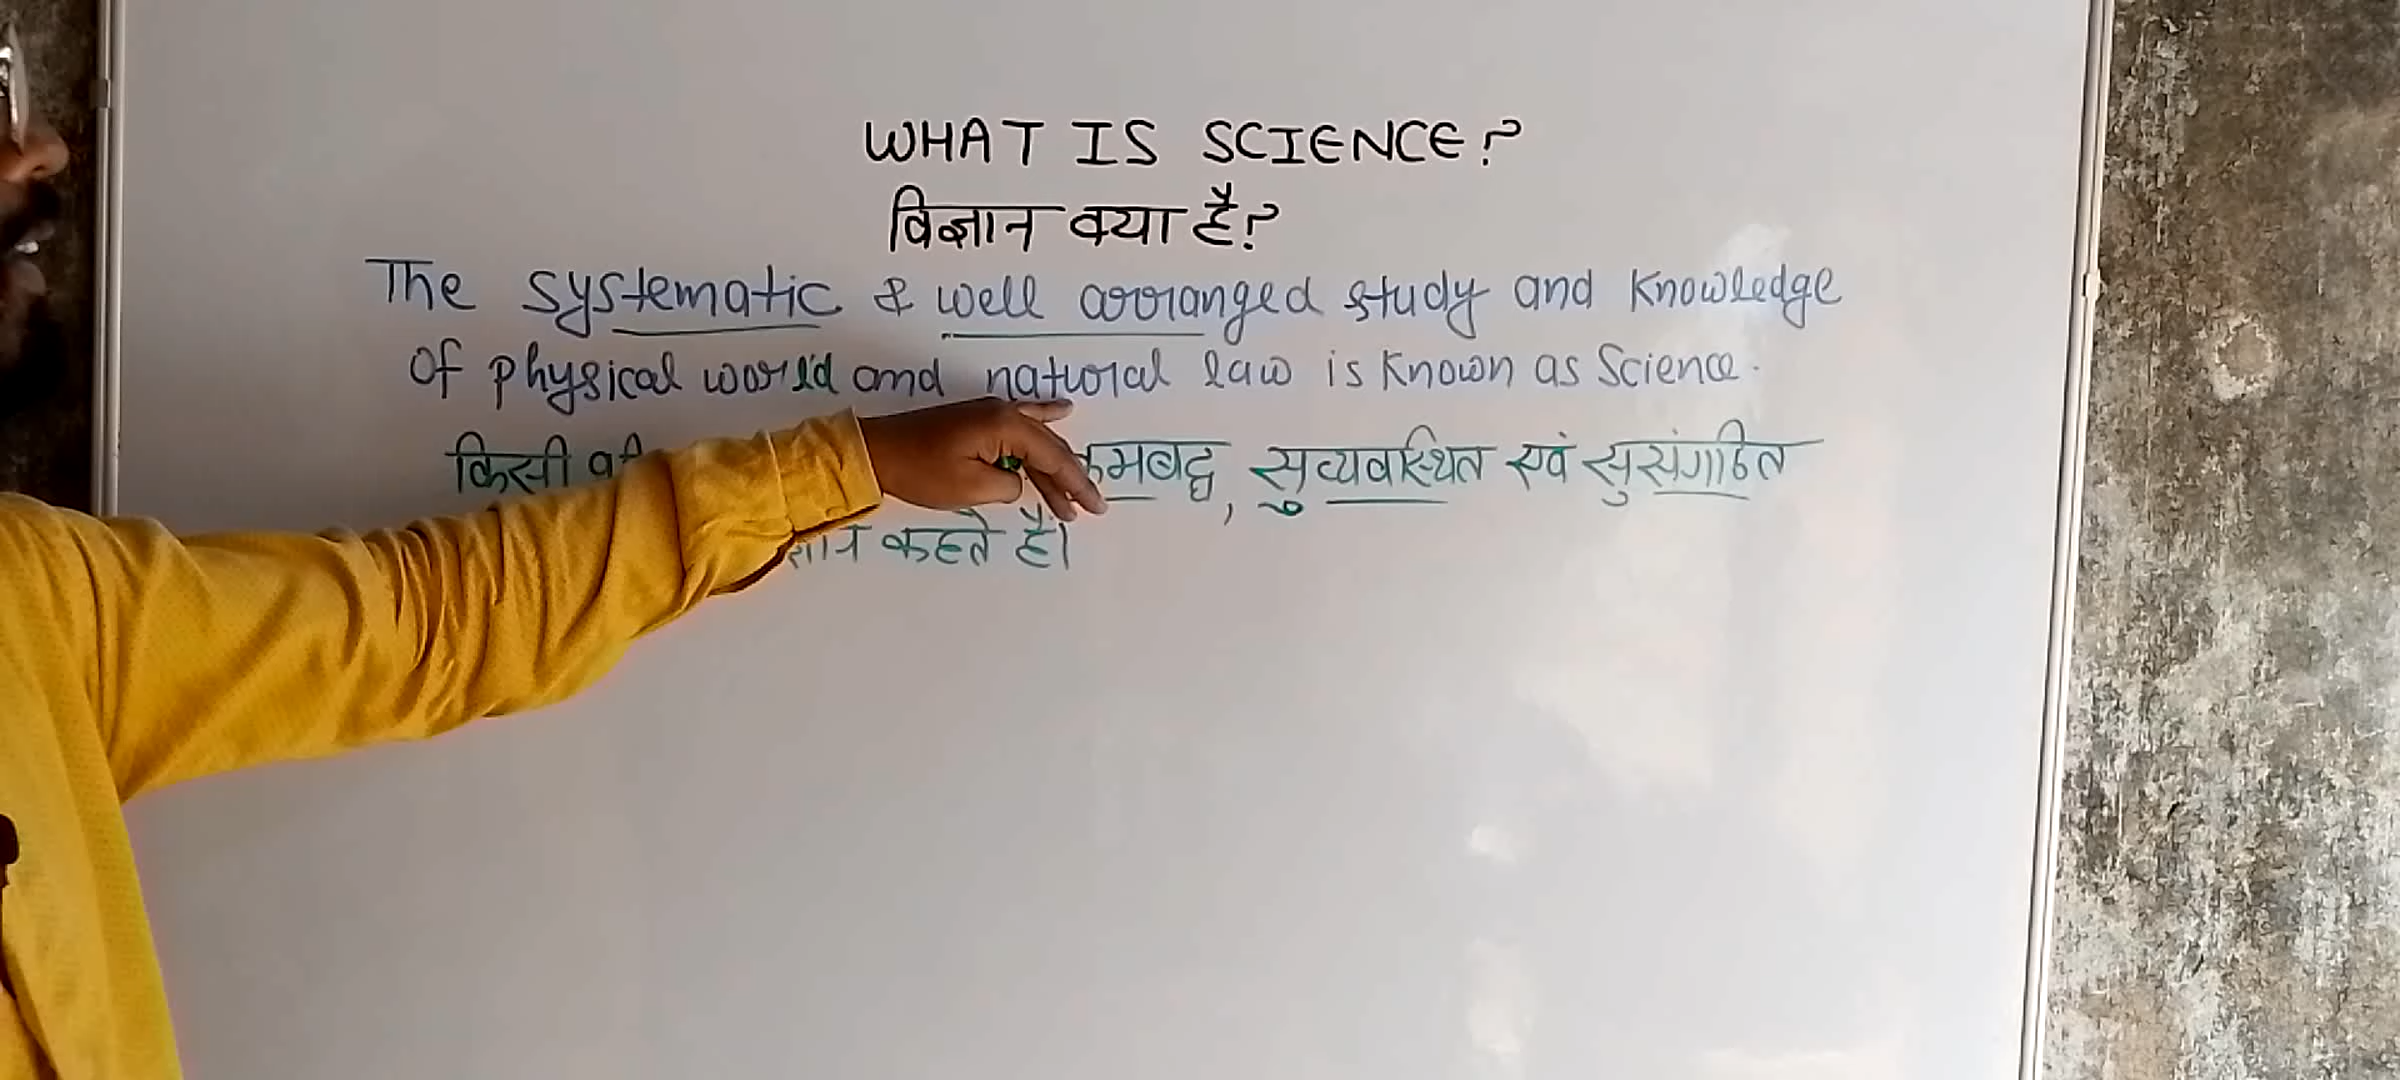 WHAT IS SCIENCE?
विज्ञान क्या है?
The systematic & well arranged study and knowledge
of physical world and natural law is known as Science.
किसी सुव्यवस्थित एवं सुसंगठित
कहते हैं।